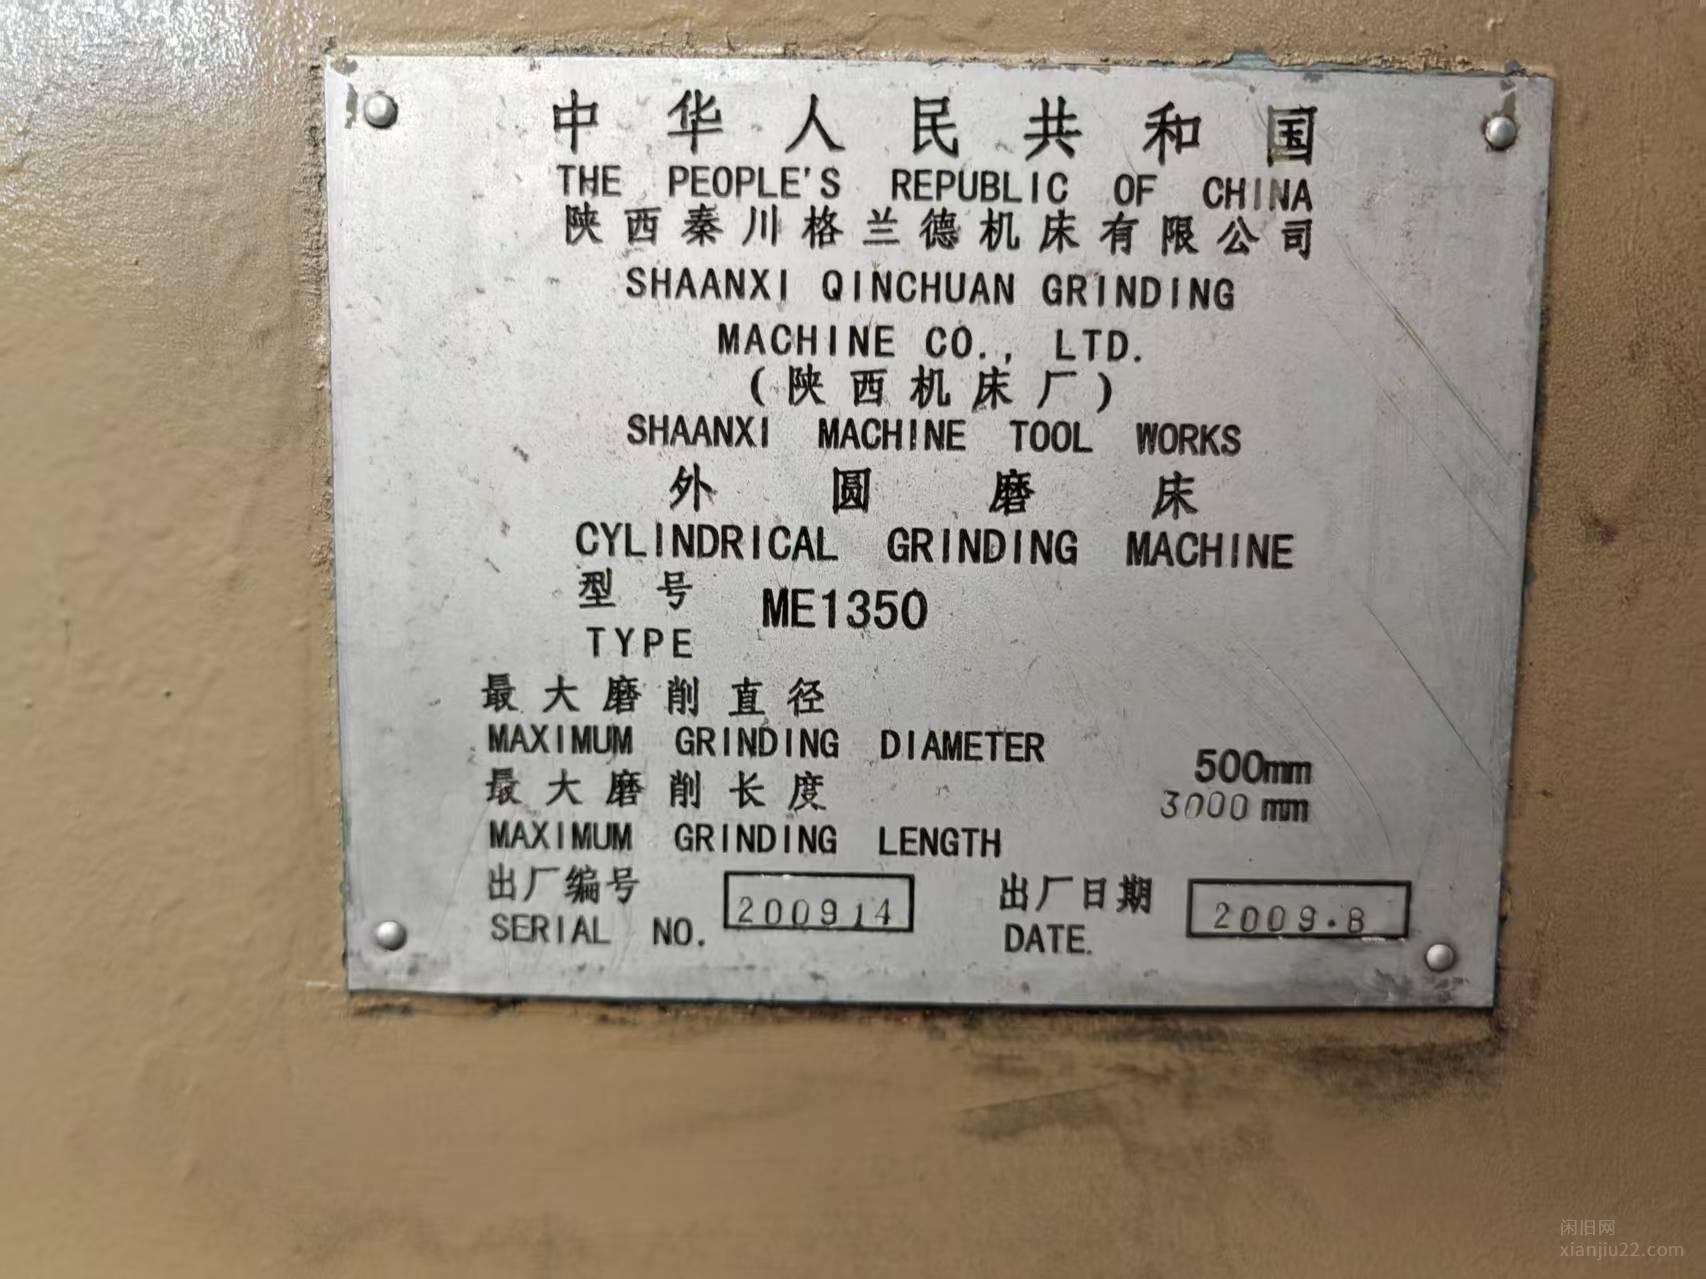 中华人民共和国
THE PEOPLE'S REPUBLIC OF CHINA
陕西秦川格兰德机床有限公司
SHAANXI QINCHUAN GRINDING
MACHINE CO., LTD.
(陕西机床厂)
SHAANXI MACHINE TOOL WORKS
外圆磨床
CYLINDRICAL GRINDING MACHINE
型号 ME1350
TYPE
最大磨削直径
MAXIMUM GRINDING DIAMETER 500mm
最大磨削长度 3000mm
MAXIMUM GRINDING LENGTH
出厂编号 200914 出厂日期 2009.8
SERIAL NO. DATE.
闲旧网
xianjiu22.com